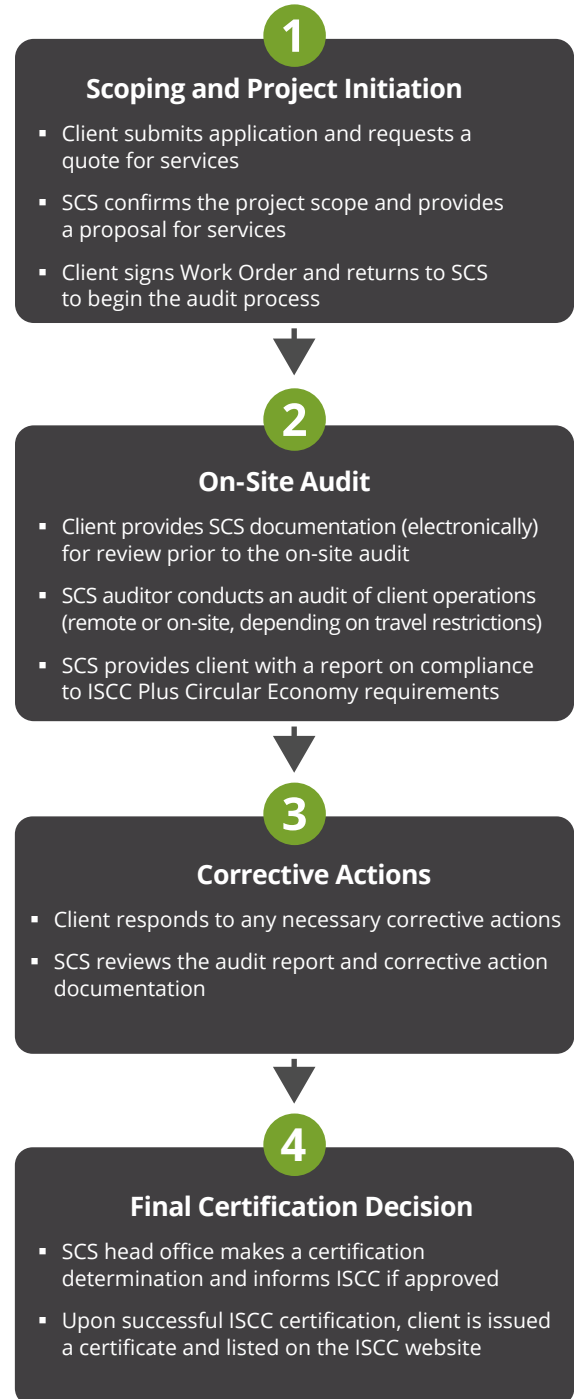 1
Scoping and Project Initiation
▪ Client submits application and requests a
quote for services
▪ SCS confirms the project scope and provides
a proposal for services
▪ Client signs Work Order and returns to SCS
to begin the audit process
2
On-Site Audit
▪ Client provides SCS documentation (electronically)
for review prior to the on-site audit
▪ SCS auditor conducts an audit of client operations
(remote or on-site, depending on travel restrictions)
▪ SCS provides client with a report on compliance
to ISCC Plus Circular Economy requirements
3
Corrective Actions
▪ Client responds to any necessary corrective actions
▪ SCS reviews the audit report and corrective action
documentation
4
Final Certification Decision
▪ SCS head office makes a certification
determination and informs ISCC if approved
▪ Upon successful ISCC certification, client is issued
a certificate and listed on the ISCC website